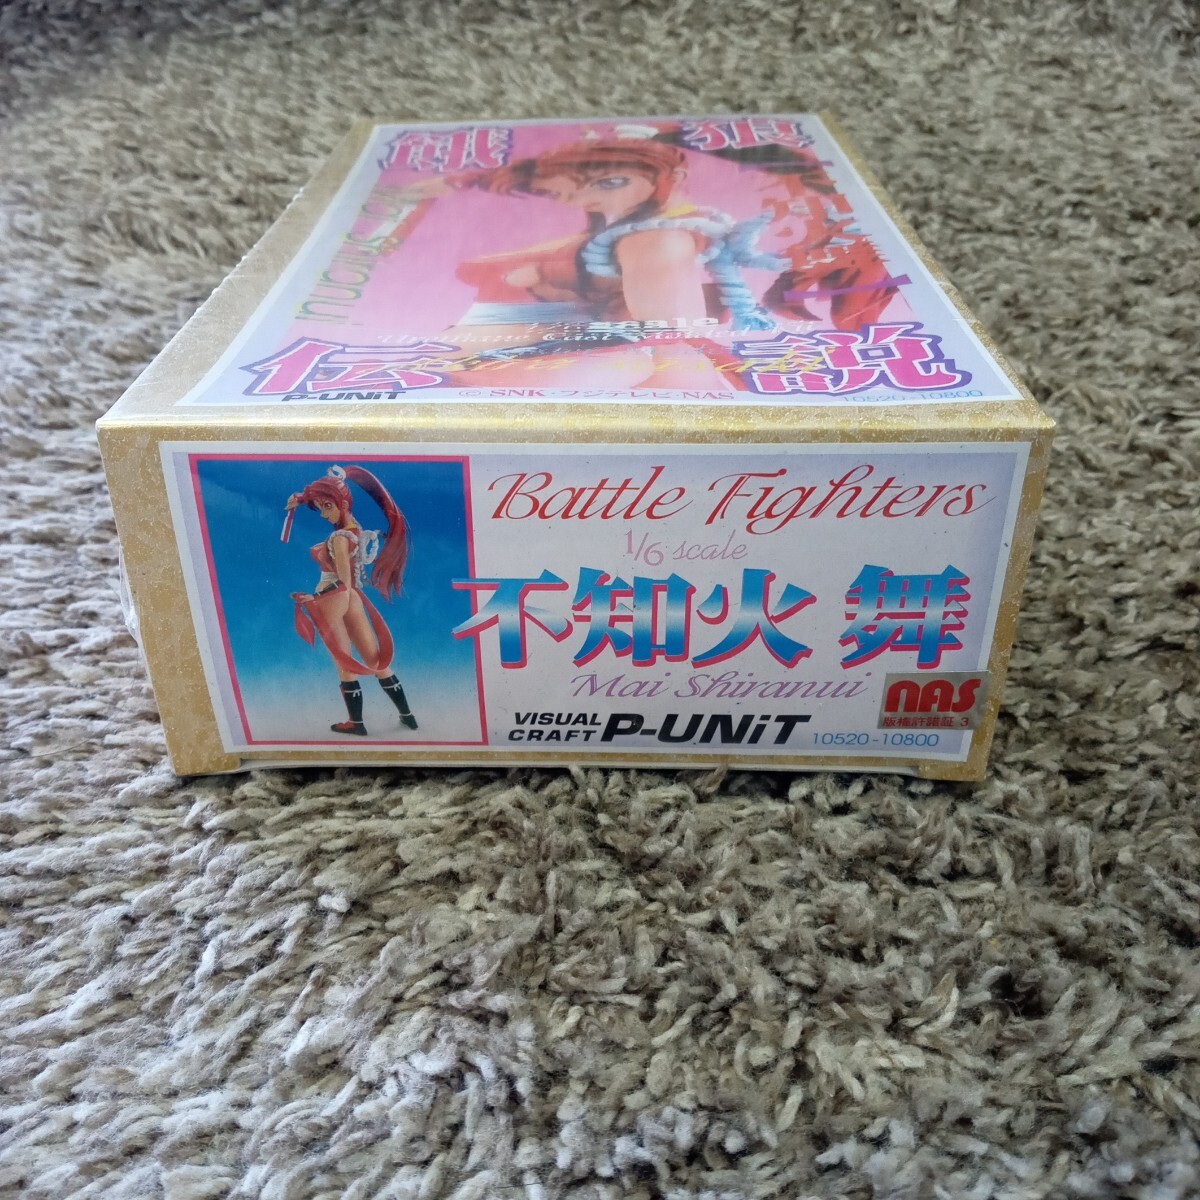 餓 狼
伝 説
P-UNiT
© SNK・フジテレビ・NAS
10520-10800
Battle Fighters
1/6 scale
不知火 舞
Mai Shiranui
nas
版権許諾証 3
VISUAL
CRAFT P-UNiT
10520-10800